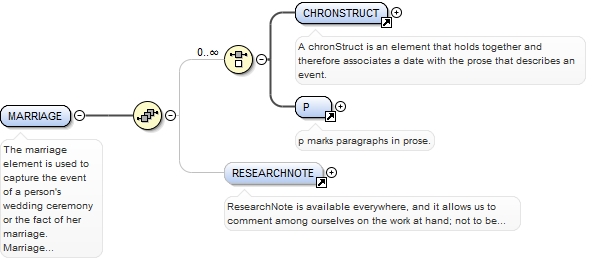 CHRONSTRUCT
A chronStruct is an element that holds together and
therefore associates a date with the prose that describes an
event.
0..∞
P
p marks paragraphs in prose.
MARRIAGE
The marriage
element is used to
capture the event
of a person's
wedding ceremony
or the fact of her
marriage.
Marriage...
RESEARCHNOTE
ResearchNote is available everywhere, and it allows us to
comment among ourselves on the work at hand; not to be...